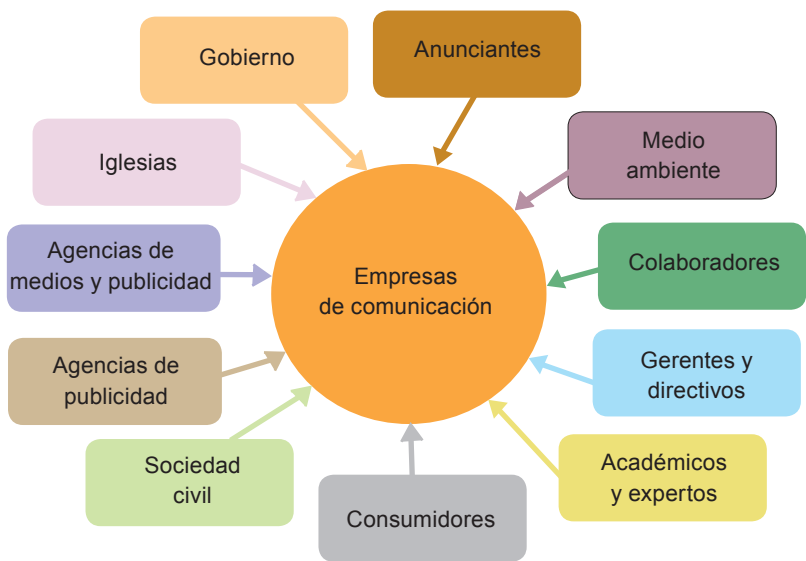 Gobierno
Anunciantes
Iglesias
Medio
ambiente
Agencias de
medios y publicidad
Empresas
de comunicación
Colaboradores
Agencias de
publicidad
Gerentes y
directivos
Sociedad
civil
Consumidores
Académicos
y expertos